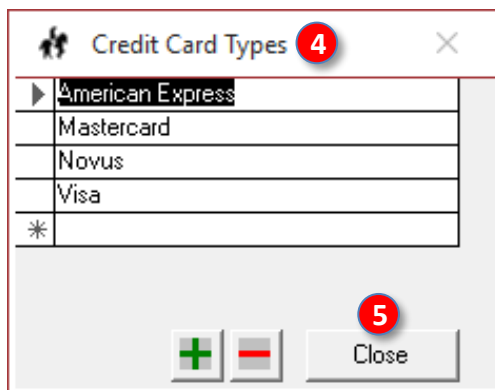 Credit Card Types 4
American Express
Mastercard
Novus
Visa
5
Close